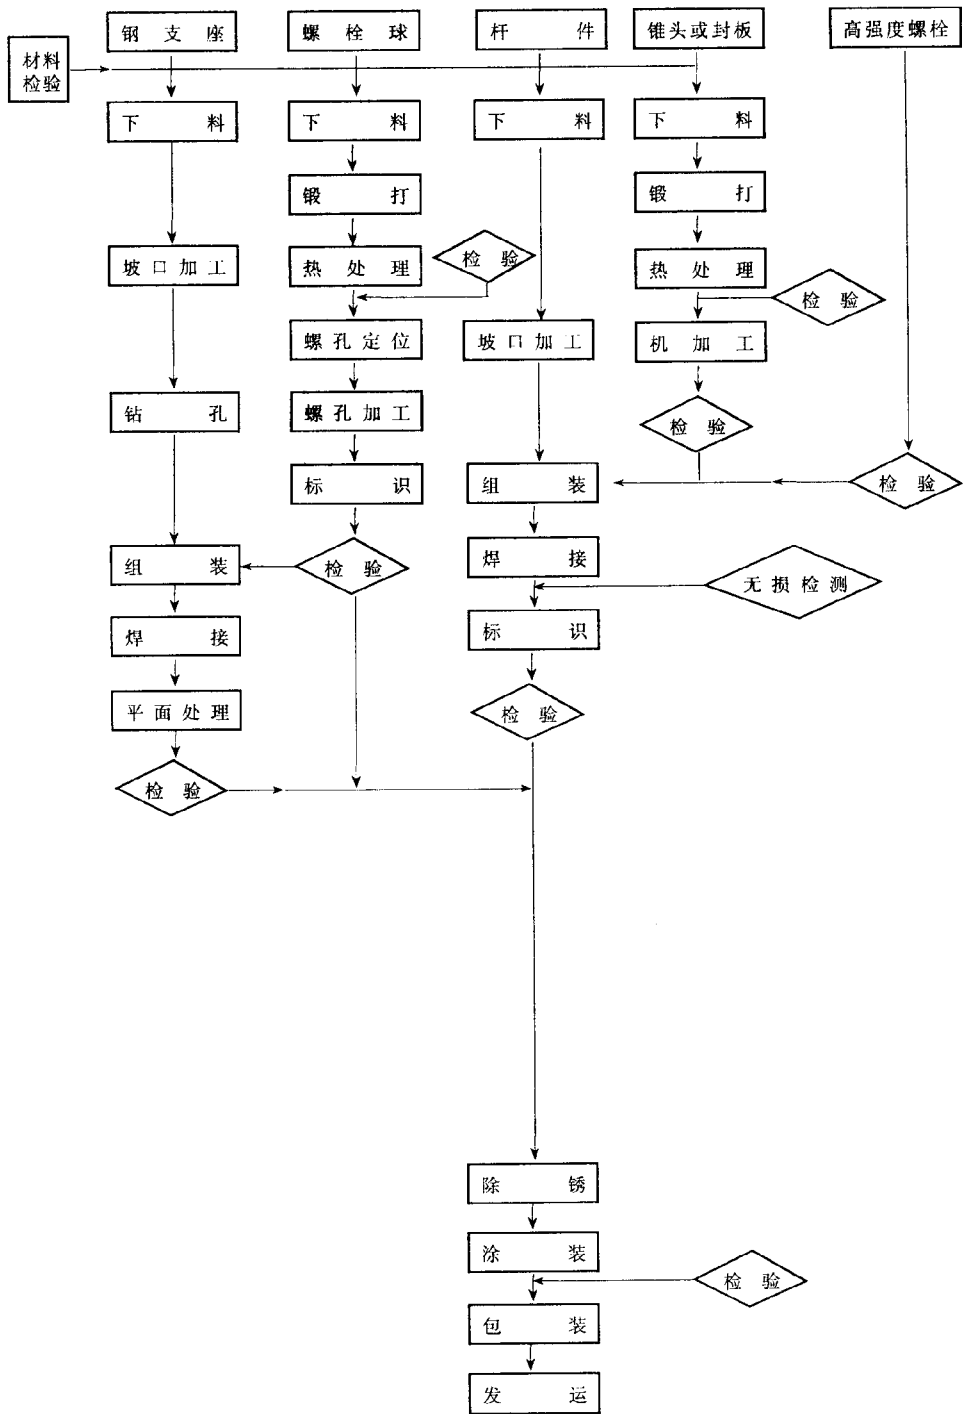 钢支座
螺栓球
杆件
锥头或封板
高强度螺栓
材料
检验
下料
下料
下料
下料
锻打
锻打
坡口加工
热处理
检验
热处理
检验
螺孔定位
坡口加工
机加工
钻孔
螺孔加工
检验
标识
组装
检验
组装
检验
焊接
无损检测
焊接
标识
平面处理
检验
检验
除锈
涂装
检验
包装
发运